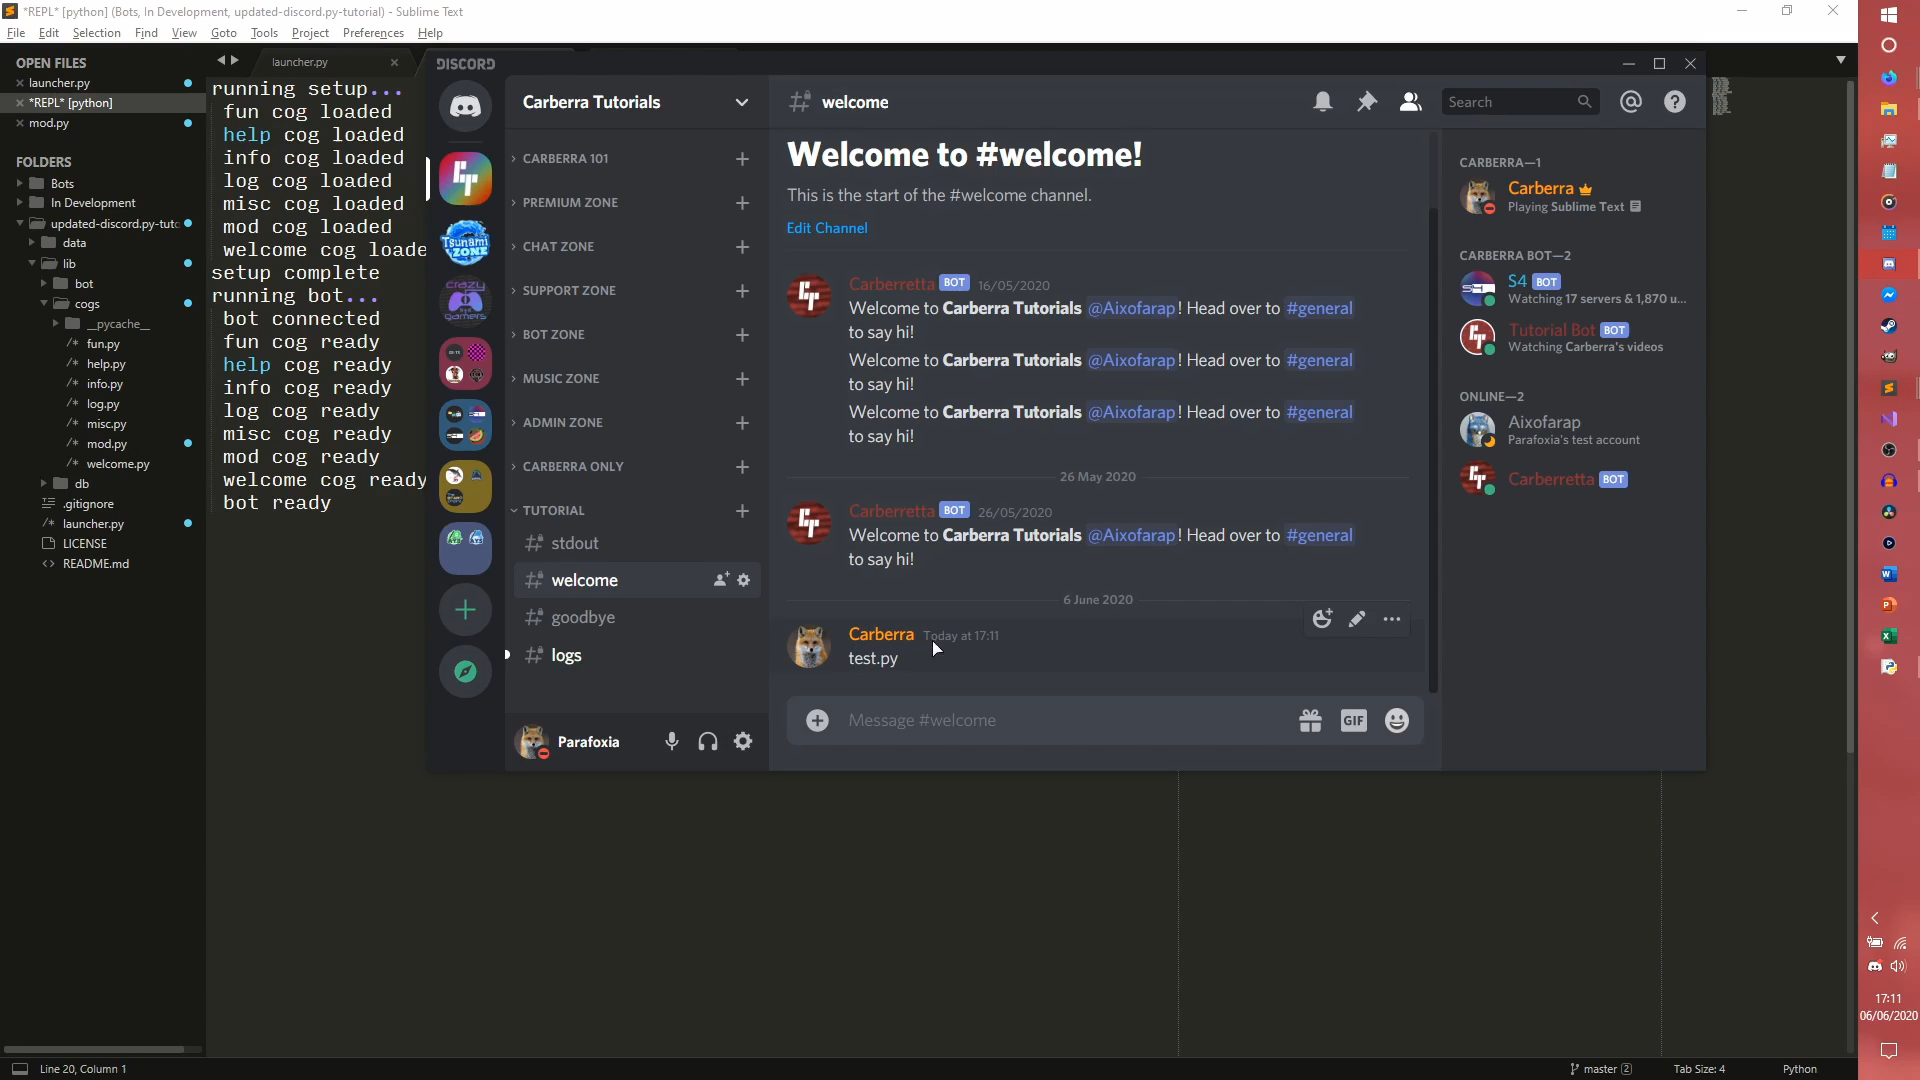 *REPL* [python] (Bots, In Development, updated-discord.py-tutorial) - Sublime Text
File Edit Selection Find View Goto Tools Project Preferences Help
OPEN FILES
launcher.py
*REPL* [python]
mod.py
FOLDERS
Bots
In Development
updated-discord.py-tuto
data
lib
bot
cogs
__pycache__
fun.py
help.py
info.py
log.py
misc.py
mod.py
welcome.py
db
.gitignore
launcher.py
LICENSE
README.md
launcher.py
running setup...
fun cog loaded
help cog loaded
info cog loaded
log cog loaded
misc cog loaded
mod cog loaded
welcome cog loade
setup complete
running bot...
bot connected
fun cog ready
help cog ready
info cog ready
log cog ready
misc cog ready
mod cog ready
welcome cog ready
bot ready
DISCORD
Tsunami ZONE
crazy gamers
Carberra Tutorials
CARBERRA 101
PREMIUM ZONE
CHAT ZONE
SUPPORT ZONE
BOT ZONE
MUSIC ZONE
ADMIN ZONE
CARBERRA ONLY
TUTORIAL
stdout
welcome
goodbye
logs
Parafoxia
welcome
Search
Welcome to #welcome!
This is the start of the #welcome channel.
Edit Channel
Carberretta BOT 16/05/2020
Welcome to Carberra Tutorials @Aixofarap! Head over to #general
to say hi!
Welcome to Carberra Tutorials @Aixofarap! Head over to #general
to say hi!
Welcome to Carberra Tutorials @Aixofarap! Head over to #general
to say hi!
26 May 2020
Carberretta BOT 26/05/2020
Welcome to Carberra Tutorials @Aixofarap! Head over to #general
to say hi!
6 June 2020
Carberra Today at 17:11
test.py
Message #welcome
GIF
CARBERRA—1
Carberra
Playing Sublime Text
CARBERRA BOT—2
S4 BOT
Watching 17 servers & 1,870 u...
Tutorial Bot BOT
Watching Carberra's videos
ONLINE—2
Aixofarap
Parafoxia's test account
Carberretta BOT
17:11
06/06/2020
Line 20, Column 1
master 2
Tab Size: 4
Python